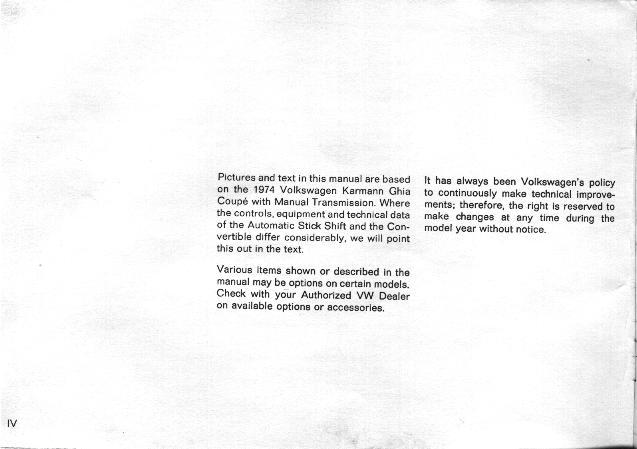 Pictures and text in this manual are based
on the 1974 Volkswagen Karmann Ghia
Coupé with Manual Transmission. Where
the controls, equipment and technical data
of the Automatic Stick Shift and the Con-
vertible differ considerably, we will point
this out in the text.
Various items shown or described in the
manual may be options on certain models.
Check with your Authorized VW Dealer
on available options or accessories.
It has always been Volkswagen's policy
to continuously make technical improve-
ments; therefore, the right is reserved to
make changes at any time during the
model year without notice.
IV